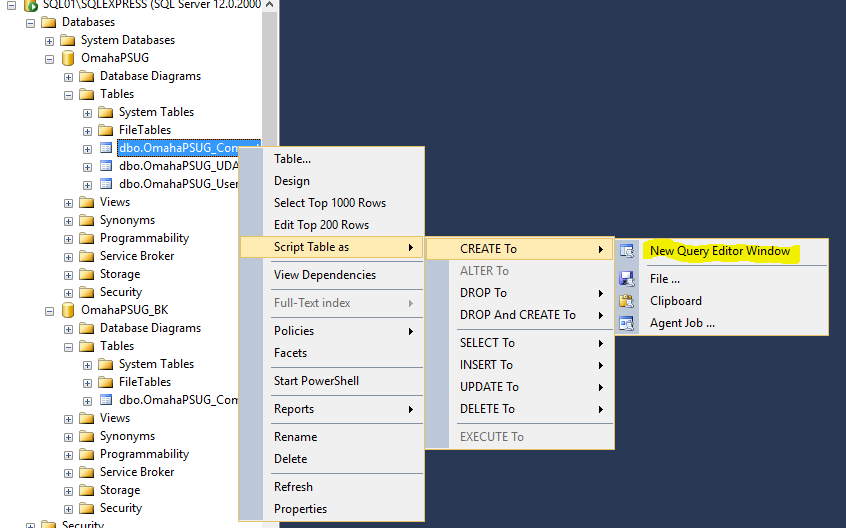 SQL01\SQLEXPRESS (SQL Server 12.0.2000
Databases
System Databases
OmahaPSUG
Database Diagrams
Tables
System Tables
FileTables
dbo.OmahaPSUG_Com
dbo.OmahaPSUG_UDA
dbo.OmahaPSUG_User
Views
Synonyms
Programmability
Service Broker
Storage
Security
OmahaPSUG_BK
Database Diagrams
Tables
System Tables
FileTables
dbo.OmahaPSUG_Com
Views
Synonyms
Programmability
Service Broker
Storage
Security
Security
Table...
Design
Select Top 1000 Rows
Edit Top 200 Rows
Script Table as
View Dependencies
Full-Text index
Policies
Facets
Start PowerShell
Reports
Rename
Delete
Refresh
Properties
CREATE To
ALTER To
DROP To
DROP And CREATE To
SELECT To
INSERT To
UPDATE To
DELETE To
EXECUTE To
New Query Editor Window
File ...
Clipboard
Agent Job ...